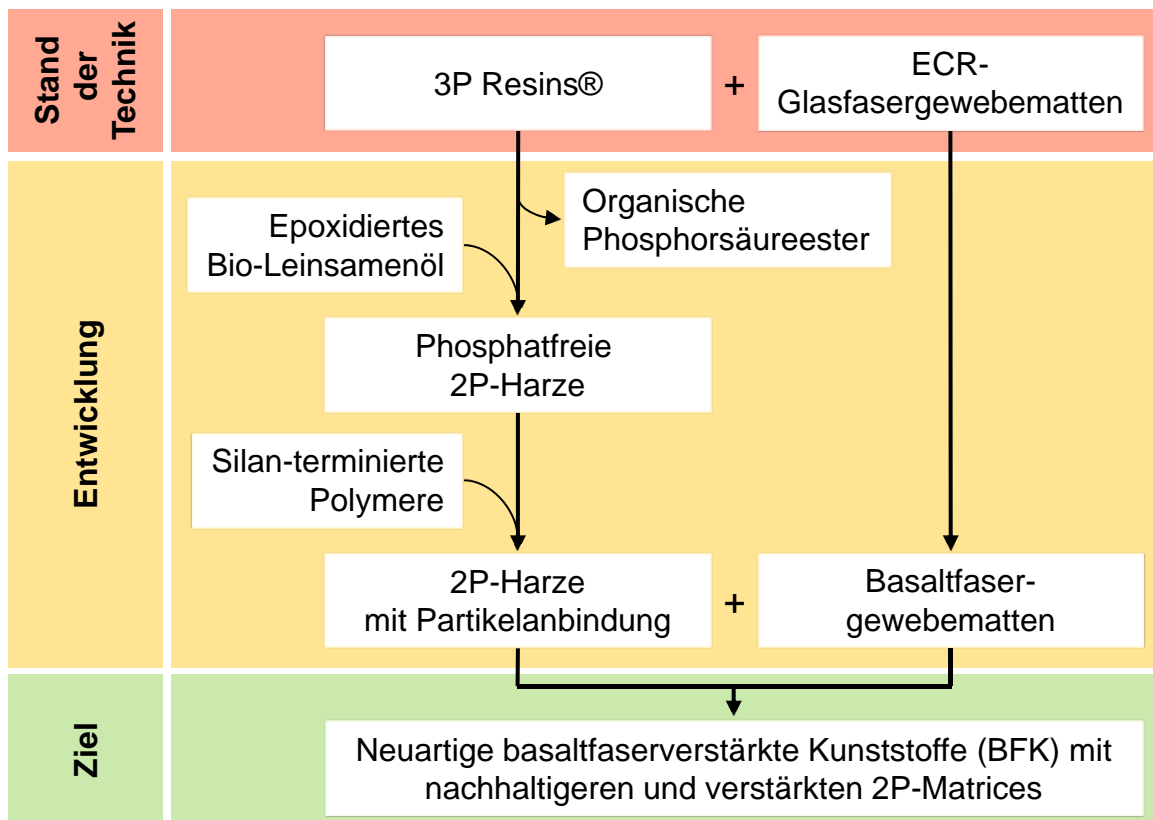 Stand
der
Technik
3P Resins®
+
ECR-
Glasfasergewebematten
Entwicklung
Organische
Phosphorsäureester
Epoxidiertes
Bio-Leinsamenöl
Phosphatfreie
2P-Harze
Silan-terminierte
Polymere
2P-Harze
mit Partikelanbindung
+
Basaltfaser-
gewebematten
Ziel
Neuartige basaltfaserverstärkte Kunststoffe (BFK) mit
nachhaltigeren und verstärkten 2P-Matrices